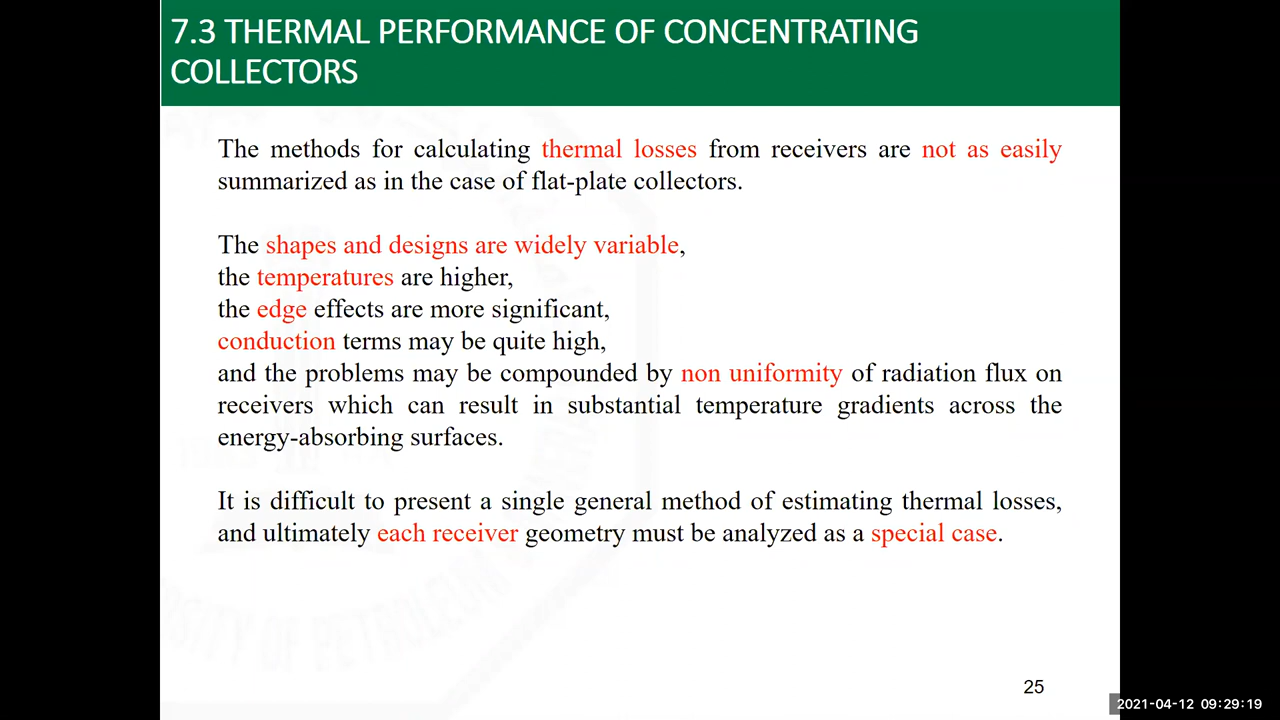 7.3 THERMAL PERFORMANCE OF CONCENTRATING
COLLECTORS
The methods for calculating thermal losses from receivers are not as easily
summarized as in the case of flat-plate collectors.
The shapes and designs are widely variable,
the temperatures are higher,
the edge effects are more significant,
conduction terms may be quite high,
and the problems may be compounded by non uniformity of radiation flux on
receivers which can result in substantial temperature gradients across the
energy-absorbing surfaces.
It is difficult to present a single general method of estimating thermal losses,
and ultimately each receiver geometry must be analyzed as a special case.
OF PETROLEUM
25
2021-04-12 09:29:19